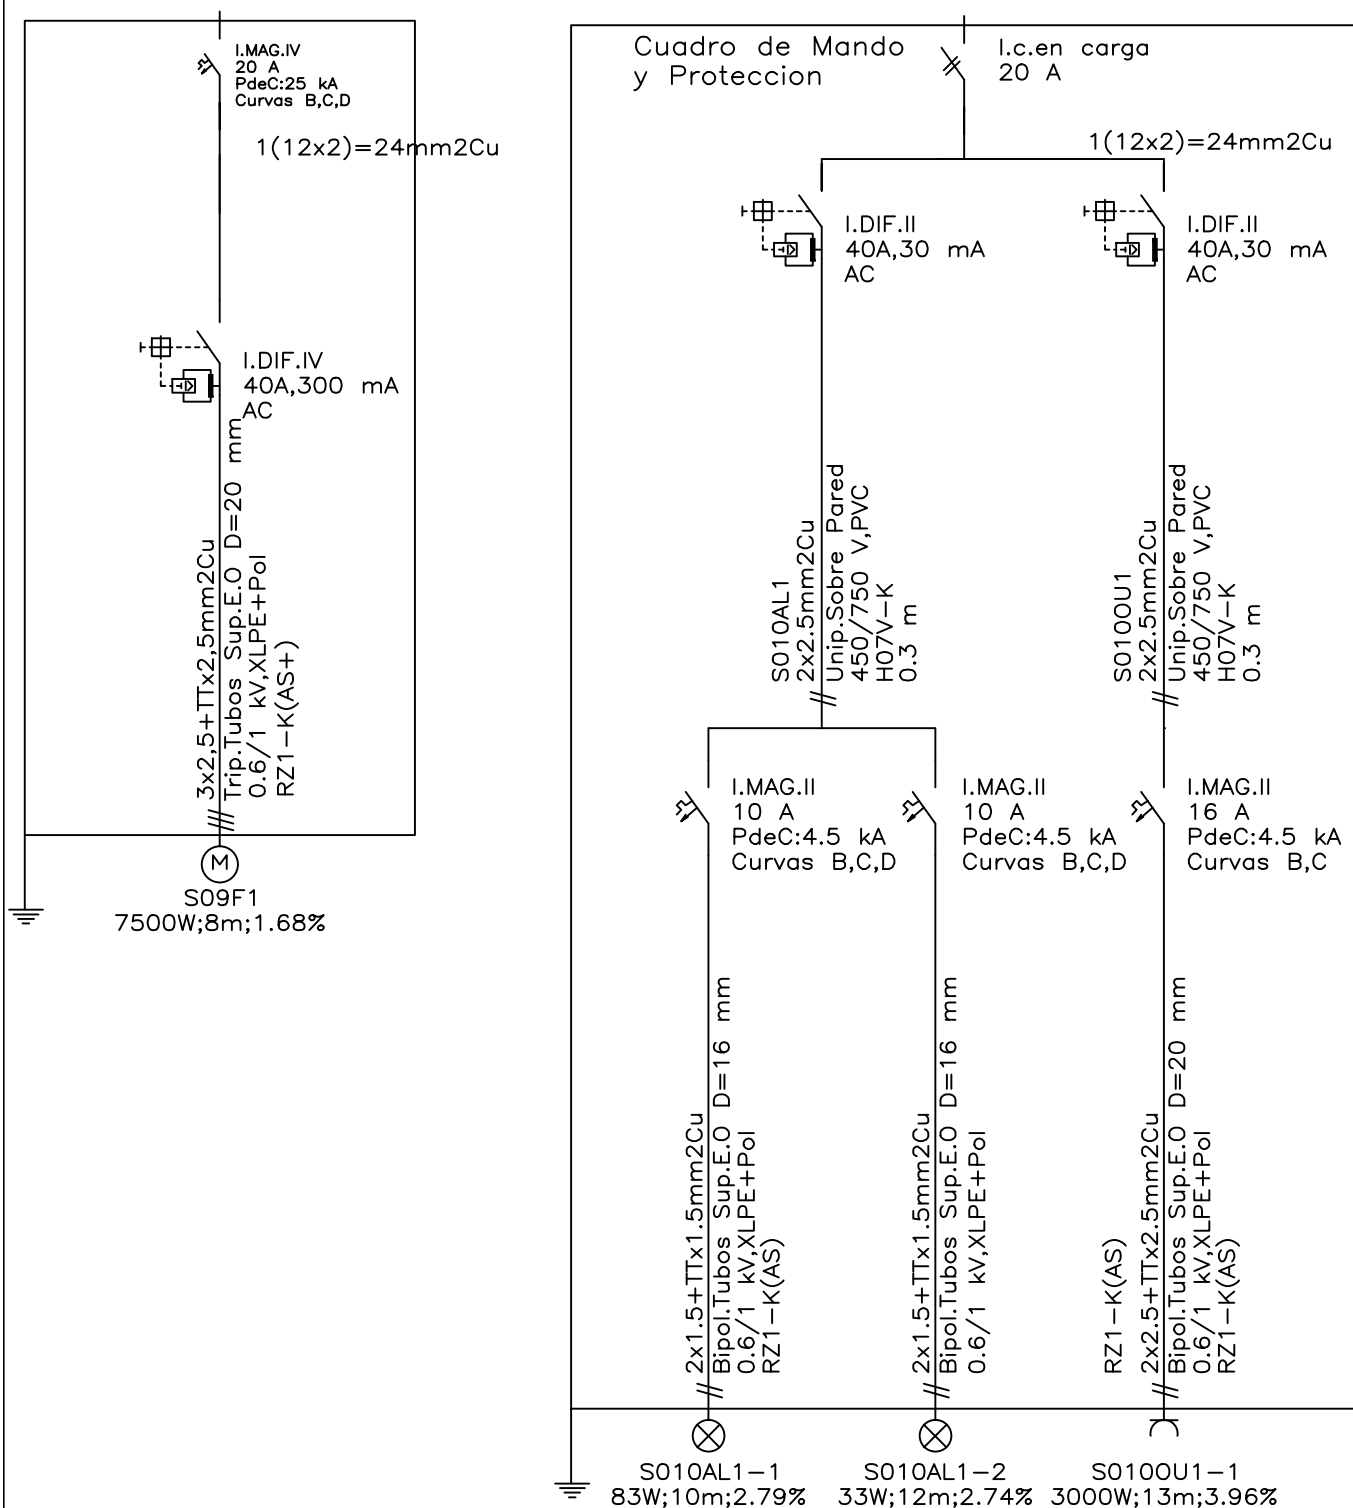 I.MAG.IV
20 A
PdeC:25 kA
Curvas B,C,D
1(12x2)=24mm2Cu
I.DIF.IV
40A,300 mA
AC
3x2,5+TTx2,5mm2Cu
Trip.Tubos Sup.E.O D=20 mm
0.6/1 kV,XLPE+Pol
RZ1-K(AS+)
M
S09F1
7500W;8m;1.68%
Cuadro de Mando
y Proteccion
I.c.en carga
20 A
1(12x2)=24mm2Cu
I.DIF.II
40A,30 mA
AC
I.DIF.II
40A,30 mA
AC
S010AL1
2x2.5mm2Cu
Unip.Sobre Pared
450/750 V,PVC
H07V-K
0.3 m
S010OU1
2x2.5mm2Cu
Unip.Sobre Pared
450/750 V,PVC
H07V-K
0.3 m
I.MAG.II
10 A
PdeC:4.5 kA
Curvas B,C,D
I.MAG.II
10 A
PdeC:4.5 kA
Curvas B,C,D
I.MAG.II
16 A
PdeC:4.5 kA
Curvas B,C
2x1.5+TTx1.5mm2Cu
Bipol.Tubos Sup.E.O D=16 mm
0.6/1 kV,XLPE+Pol
RZ1-K(AS)
2x1.5+TTx1.5mm2Cu
Bipol.Tubos Sup.E.O D=16 mm
0.6/1 kV,XLPE+Pol
RZ1-K(AS)
2x2.5+TTx2.5mm2Cu
Bipol.Tubos Sup.E.O D=20 mm
0.6/1 kV,XLPE+Pol
RZ1-K(AS)
S010AL1-1
83W;10m;2.79%
S010AL1-2
33W;12m;2.74%
S010OU1-1
3000W;13m;3.96%